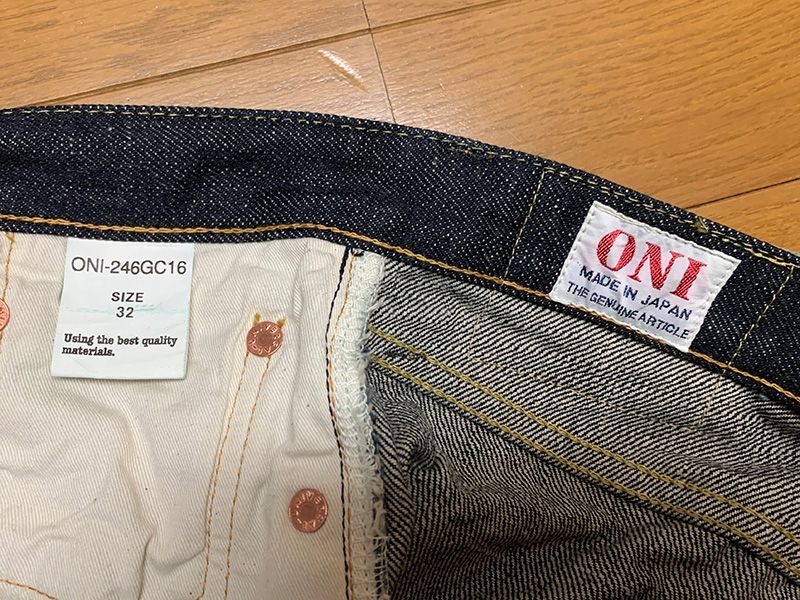 ONI-246GC16
SIZE
32
Using the best quality
materials.
ONI
MADE IN JAPAN
THE GENUINE ARTICLE